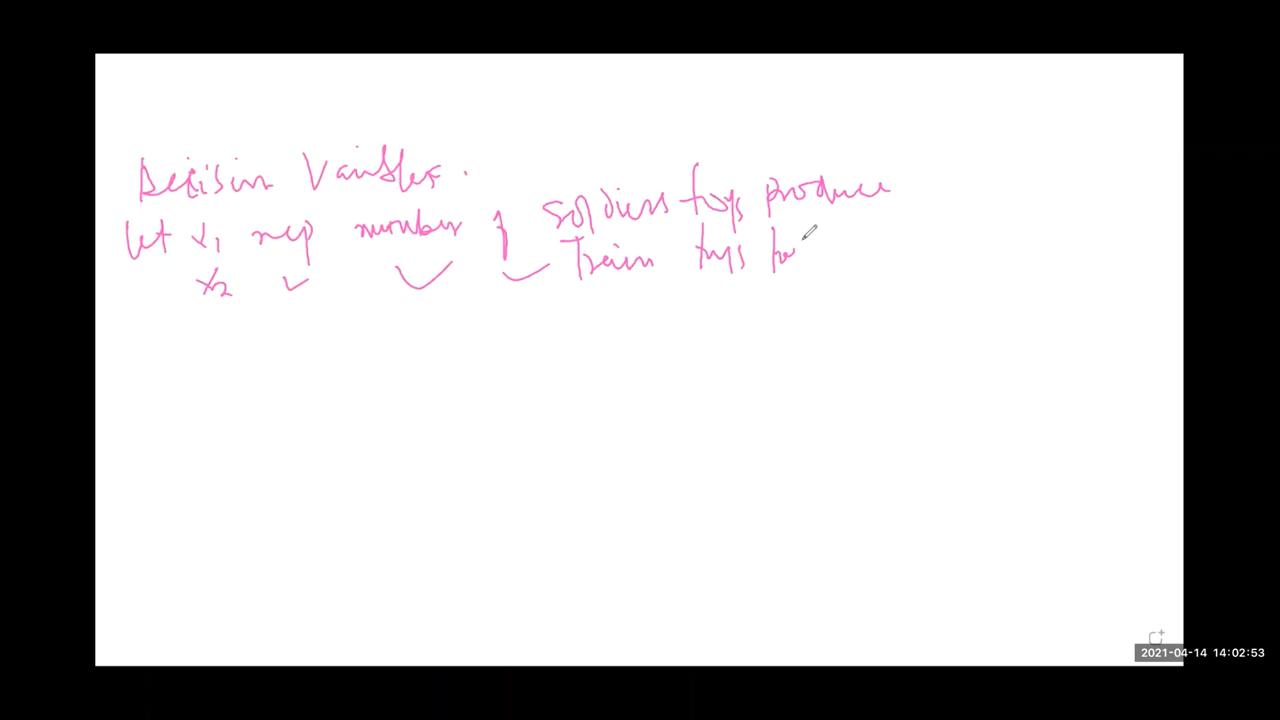 Decision Variables.
let x1 rep number of soldiers toys produce
x2 ✓ ✓ ✓ Train toys
2021-04-14 14:02:53